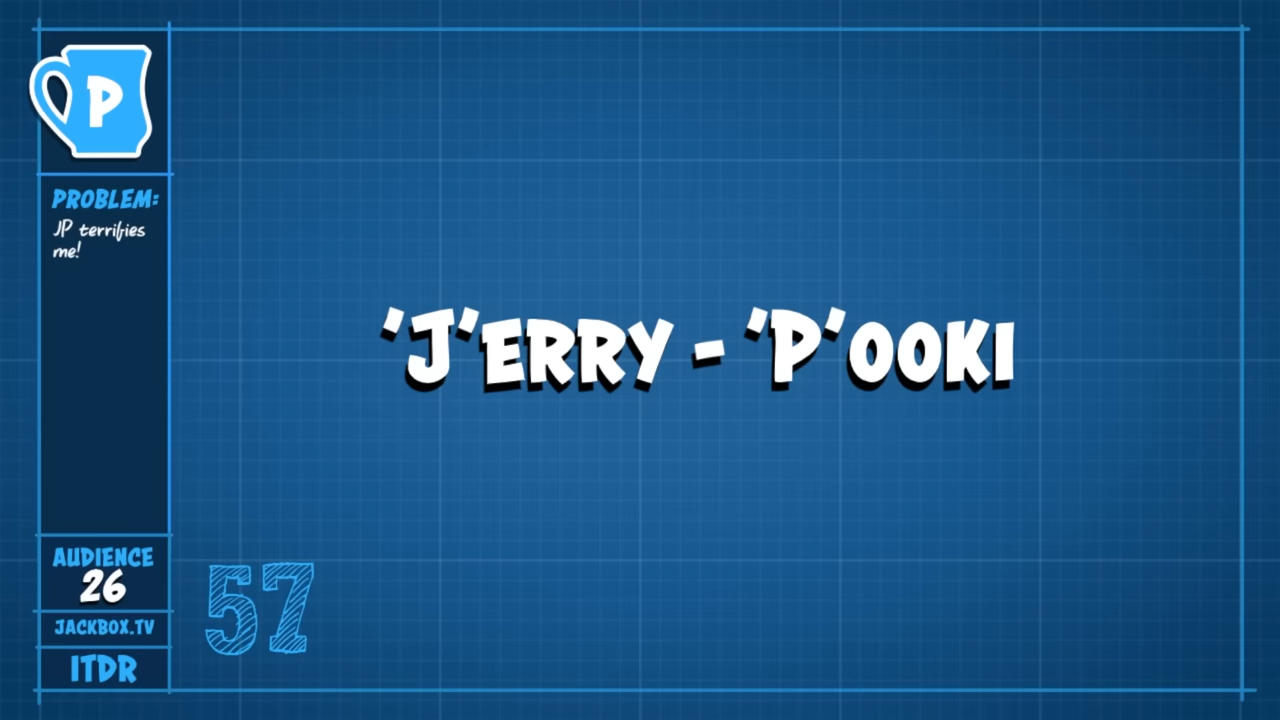 P
PROBLEM:
JP terrifies
me!
'J'ERRY - 'P'OOKI
AUDIENCE
26
JACKBOX.TV
ITDR
57